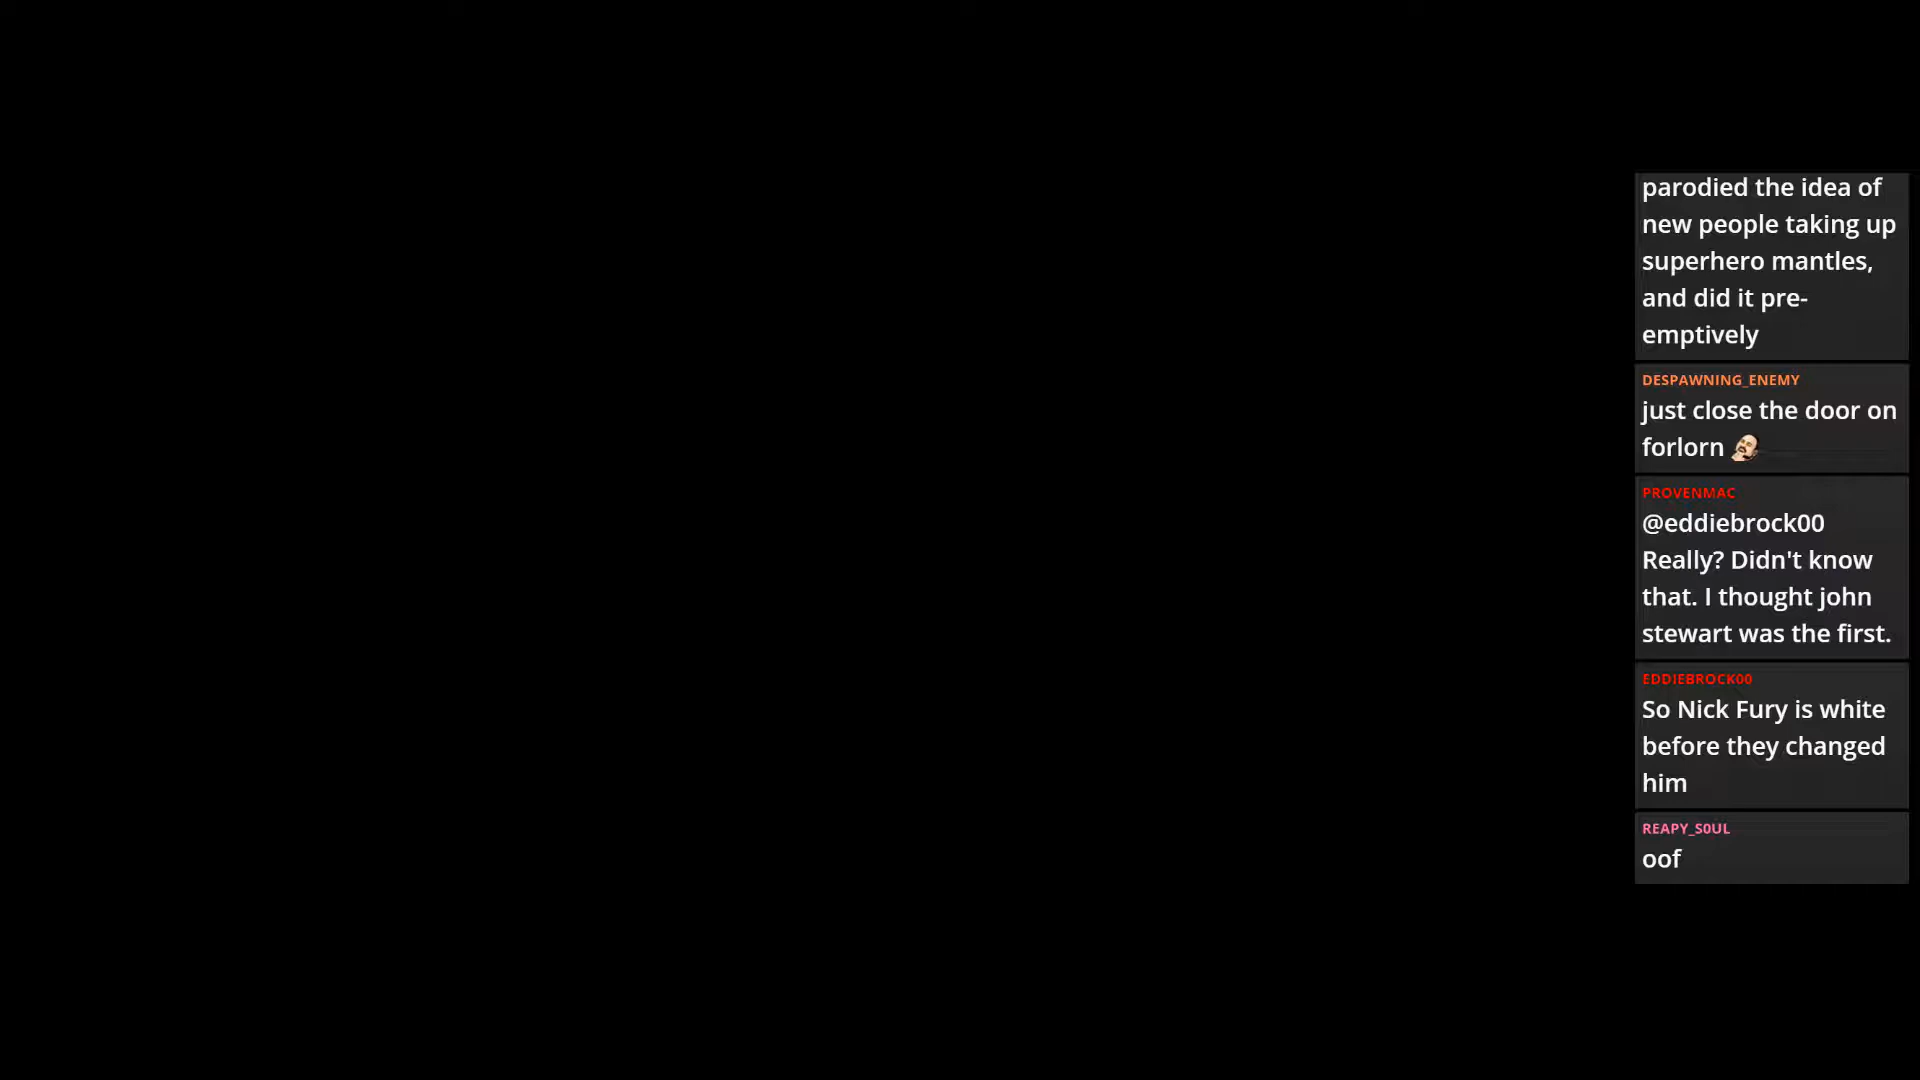 parodied the idea of
new people taking up
superhero mantles,
and did it pre-
emptively
DESPAWNING_ENEMY
just close the door on
forlorn
PROVENMAC
@eddiebrock00
Really? Didn't know
that. I thought john
stewart was the first.
EDDIEBROCK00
So Nick Fury is white
before they changed
him
REAPY_S0UL
oof